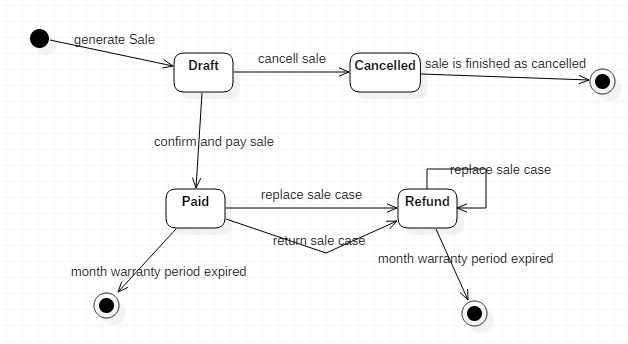 generate Sale
Draft
cancell sale
Cancelled
sale is finished as cancelled
confirm and pay sale
replace sale case
Paid
replace sale case
Refund
return sale case
month warranty period expired
month warranty period expired